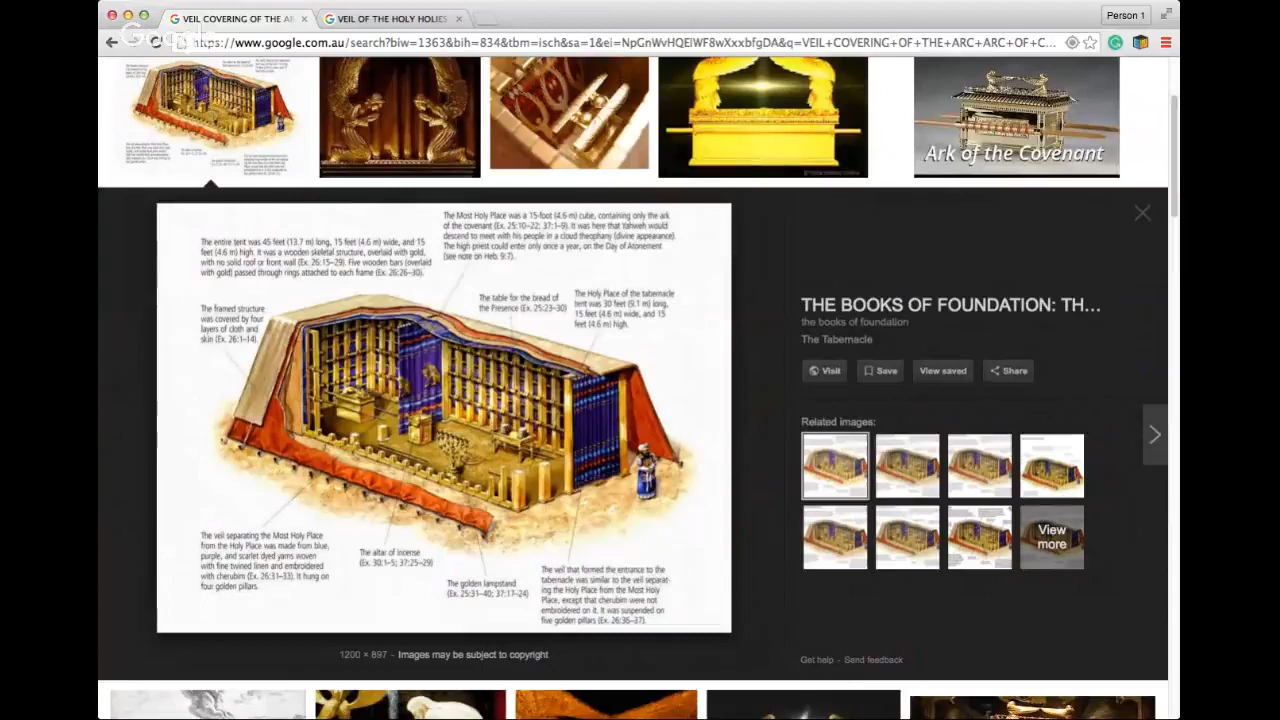 VEIL COVERING OF THE A
VEIL OF THE HOLY HOLIES
Person 1
Google
https://www.google.com.au/search?biw=1363&bih=834&tbm=isch&sa=1&ei=NpGnWvHQEIWF8wXxxbfgDA&q=VEIL+COVERING+OF+THE+ARC+ARC+OF+C...
Ark of the Covenant
The entire tent was 45 feet (13.7 m) long, 15 feet (4.6 m) wide, and 15
feet (4.6 m) high. It was a wooden skeletal structure, overlaid with gold,
with no solid roof or front wall (Ex. 26:15–29). Five wooden bars (overlaid
with gold) passed through rings attached to each frame (Ex. 26:26–30).
The Most Holy Place was a 15-foot (4.6 m) cube, containing only the ark
of the covenant (Ex. 25:10–22; 37:1–9). It was here that Yahweh would
descend to meet with his people in a cloud theophany (divine appearance).
The high priest could enter only once a year, on the Day of Atonement
(see note on Heb. 9:7).
The framed structure
was covered by four
layers of cloth and
skin (Ex. 26:1–14).
The table for the bread of
the Presence (Ex. 25:23–30)
The Holy Place of the tabernacle
tent was 30 feet (9.1 m) long,
15 feet (4.6 m) wide, and 15
feet (4.6 m) high.
The veil separating the Most Holy Place
from the Holy Place was made from blue,
purple, and scarlet dyed yarns woven
with fine twined linen and embroidered
with cherubim (Ex. 26:31–33). It hung on
four golden pillars.
The altar of incense
(Ex. 30:1–5; 37:25–29)
The golden lampstand
(Ex. 25:31–40; 37:17–24)
The veil that formed the entrance to the
tabernacle was similar to the veil separat-
ing the Holy Place from the Most Holy
Place, except that cherubim were not
embroidered on it. It was suspended on
five golden pillars (Ex. 26:36–37).
1200 × 897 - Images may be subject to copyright
THE BOOKS OF FOUNDATION: TH...
the books of foundation
The Tabernacle
Visit
Save
View saved
Share
Related images:
View
more
Get help - Send feedback